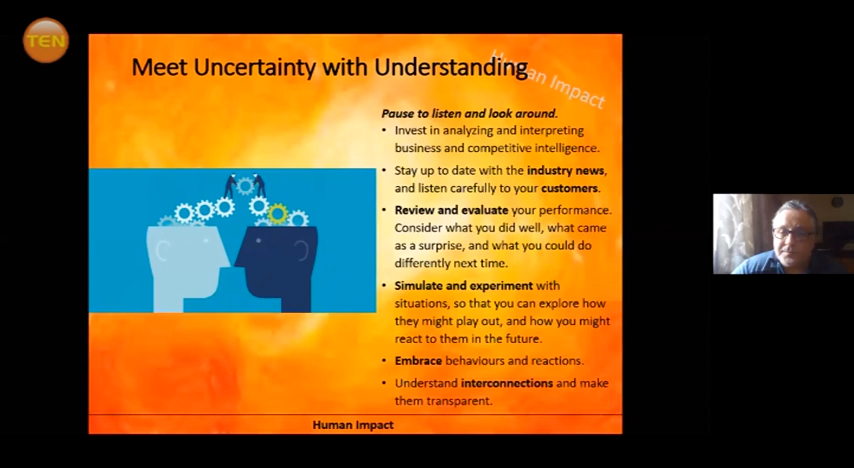 TEN
Meet Uncertainty with Understanding
Human Impact
Pause to listen and look around.
• Invest in analyzing and interpreting
business and competitive intelligence.
• Stay up to date with the industry news,
and listen carefully to your customers.
• Review and evaluate your performance.
Consider what you did well, what came
as a surprise, and what you could do
differently next time.
• Simulate and experiment with
situations, so that you can explore how
they might play out, and how you might
react to them in the future.
• Embrace behaviours and reactions.
• Understand interconnections and make
them transparent.
Human Impact